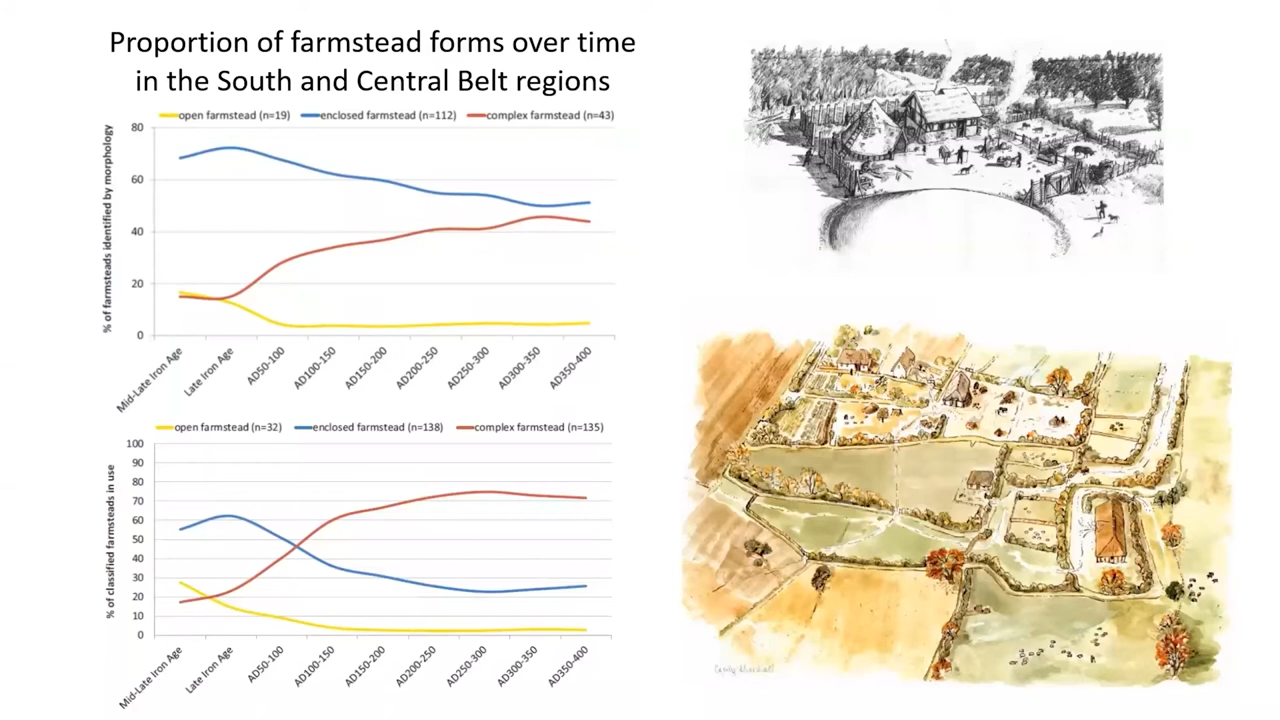 Proportion of farmstead forms over time
in the South and Central Belt regions
open farmstead (n=19) enclosed farmstead (n=112) complex farmstead (n=43)
% of farmsteads identified by morphology
80
60
40
20
0
Mid-Late Iron Age
Late Iron Age
AD50-100
AD100-150
AD150-200
AD200-250
AD250-300
AD300-350
AD350-400
open farmstead (n=32) enclosed farmstead (n=138) complex farmstead (n=135)
% of classified farmsteads in use
100
90
80
70
60
50
40
30
20
10
0
Mid-Late Iron Age
Late Iron Age
AD50-100
AD100-150
AD150-200
AD200-250
AD250-300
AD300-350
AD350-400